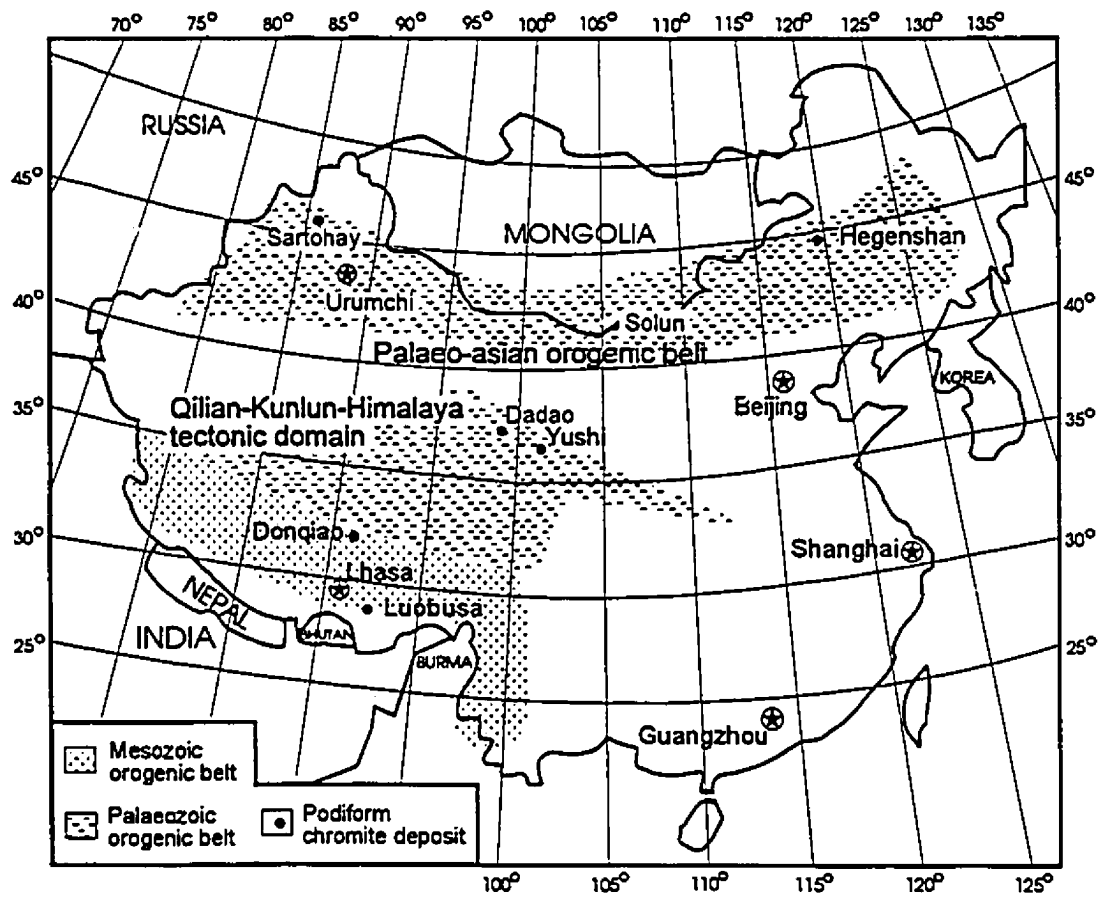 70° 75° 80° 85° 90° 95° 100° 105° 110° 115° 120° 125° 130° 135°
RUSSIA
45° 45°
MONGOLIA
Sartohay
Hegenshan
Urumchi
40° 40°
Solun
Palaeo-asian orogenic belt
KOREA
Beijing
35° 35°
Qilian-Kunlun-Himalaya
tectonic domain
Dadao
Yushi
30° 30°
Donqiao
Shanghai
Lhasa
NEPAL
Luobusa
INDIA
BHUTAN
25° 25°
BURMA
Guangzhou
Mesozoic
orogenic belt
Palaeozoic
orogenic belt
Podiform
chromite deposit
100° 105° 110° 115° 120° 125°